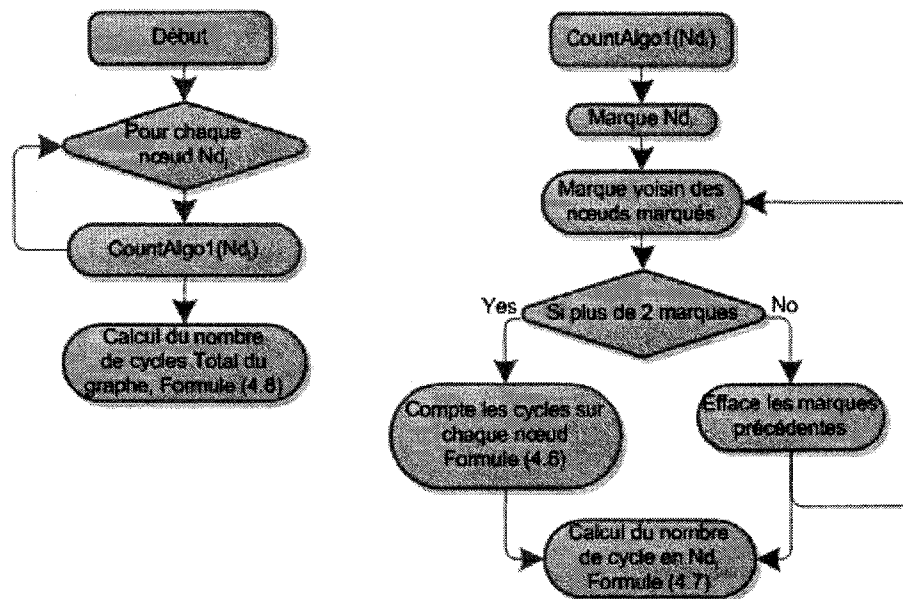 Début
Pour chaque
nœud Ndⱼ
CountAlgo1(Ndᵢ)
Calcul du nombre
de cycles Total du
graphe, Formule (4.8)
CountAlgo1(Ndᵢ)
Marque Ndᵢ
Marque voisin des
nœuds marqués
Si plus de 2 marques
Yes
No
Compte les cycles sur
chaque nœud
Formule (4.6)
Efface les marques
précédentes
Calcul du nombre
de cycle en Ndᵢ
Formule (4.7)